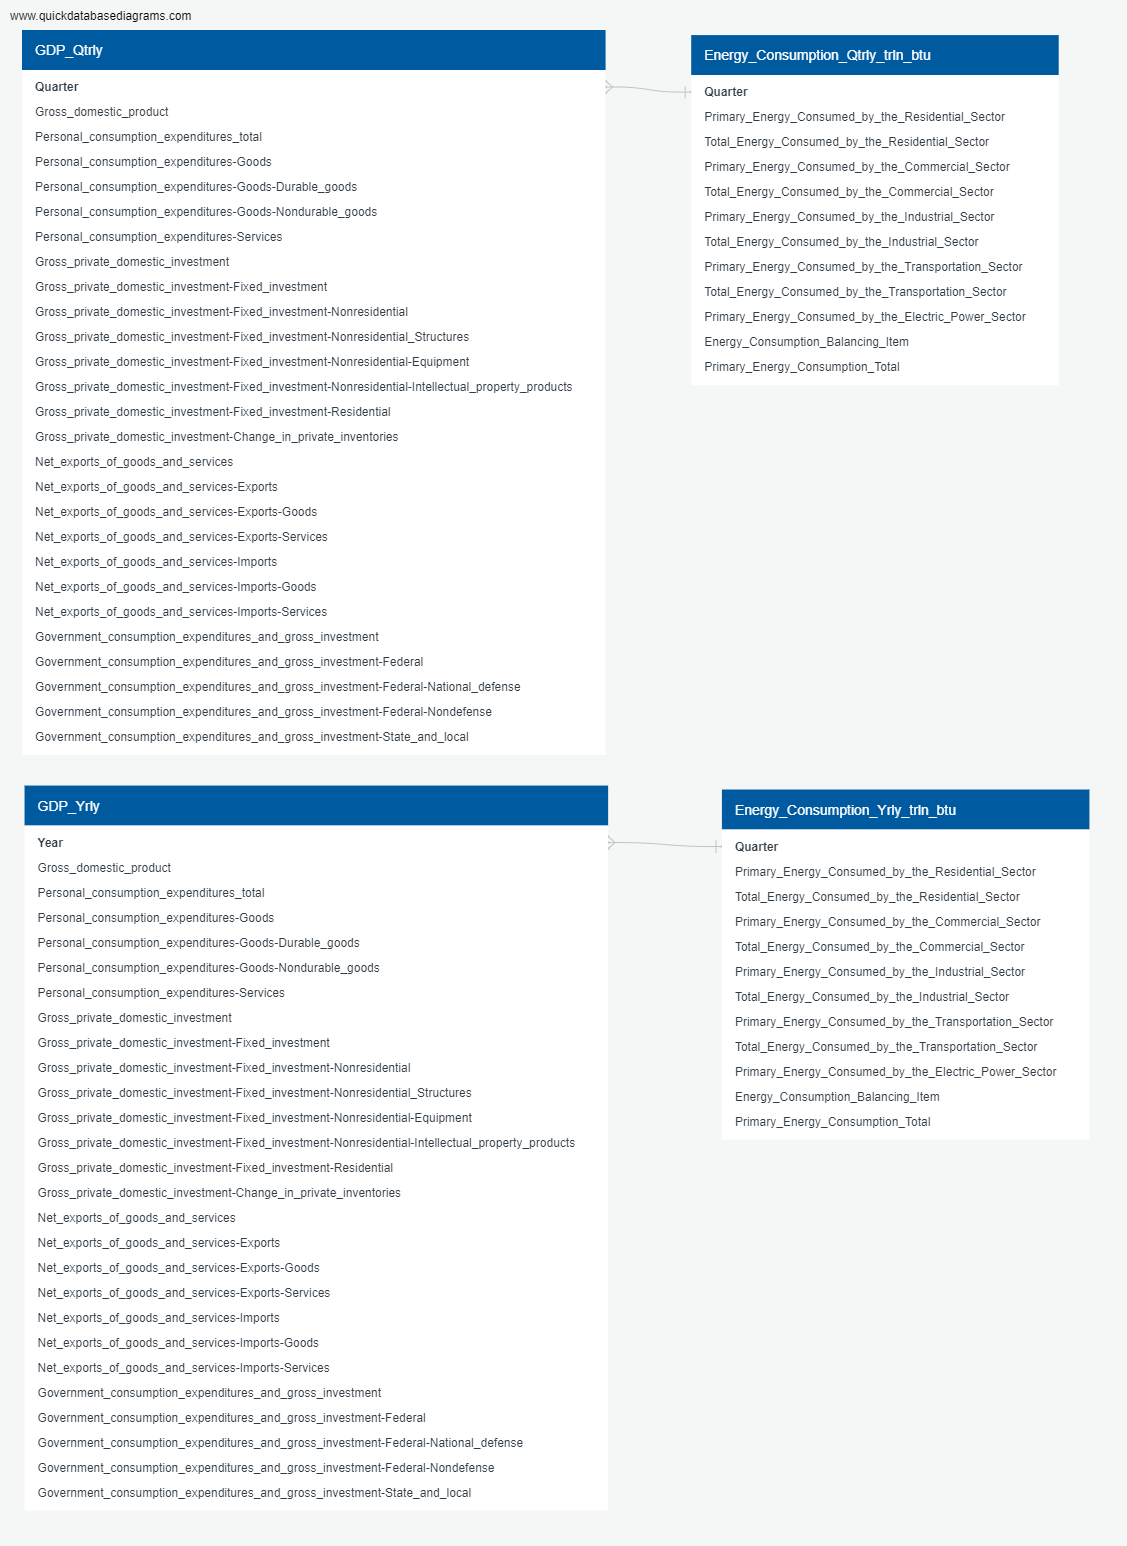 www.quickdatabasediagrams.com
GDP_Qtrly
Quarter
Gross_domestic_product
Personal_consumption_expenditures_total
Personal_consumption_expenditures-Goods
Personal_consumption_expenditures-Goods-Durable_goods
Personal_consumption_expenditures-Goods-Nondurable_goods
Personal_consumption_expenditures-Services
Gross_private_domestic_investment
Gross_private_domestic_investment-Fixed_investment
Gross_private_domestic_investment-Fixed_investment-Nonresidential
Gross_private_domestic_investment-Fixed_investment-Nonresidential_Structures
Gross_private_domestic_investment-Fixed_investment-Nonresidential-Equipment
Gross_private_domestic_investment-Fixed_investment-Nonresidential-Intellectual_property_products
Gross_private_domestic_investment-Fixed_investment-Residential
Gross_private_domestic_investment-Change_in_private_inventories
Net_exports_of_goods_and_services
Net_exports_of_goods_and_services-Exports
Net_exports_of_goods_and_services-Exports-Goods
Net_exports_of_goods_and_services-Exports-Services
Net_exports_of_goods_and_services-Imports
Net_exports_of_goods_and_services-Imports-Goods
Net_exports_of_goods_and_services-Imports-Services
Government_consumption_expenditures_and_gross_investment
Government_consumption_expenditures_and_gross_investment-Federal
Government_consumption_expenditures_and_gross_investment-Federal-National_defense
Government_consumption_expenditures_and_gross_investment-Federal-Nondefense
Government_consumption_expenditures_and_gross_investment-State_and_local
Energy_Consumption_Qtrly_trln_btu
Quarter
Primary_Energy_Consumed_by_the_Residential_Sector
Total_Energy_Consumed_by_the_Residential_Sector
Primary_Energy_Consumed_by_the_Commercial_Sector
Total_Energy_Consumed_by_the_Commercial_Sector
Primary_Energy_Consumed_by_the_Industrial_Sector
Total_Energy_Consumed_by_the_Industrial_Sector
Primary_Energy_Consumed_by_the_Transportation_Sector
Total_Energy_Consumed_by_the_Transportation_Sector
Primary_Energy_Consumed_by_the_Electric_Power_Sector
Energy_Consumption_Balancing_Item
Primary_Energy_Consumption_Total
GDP_Yrly
Year
Gross_domestic_product
Personal_consumption_expenditures_total
Personal_consumption_expenditures-Goods
Personal_consumption_expenditures-Goods-Durable_goods
Personal_consumption_expenditures-Goods-Nondurable_goods
Personal_consumption_expenditures-Services
Gross_private_domestic_investment
Gross_private_domestic_investment-Fixed_investment
Gross_private_domestic_investment-Fixed_investment-Nonresidential
Gross_private_domestic_investment-Fixed_investment-Nonresidential_Structures
Gross_private_domestic_investment-Fixed_investment-Nonresidential-Equipment
Gross_private_domestic_investment-Fixed_investment-Nonresidential-Intellectual_property_products
Gross_private_domestic_investment-Fixed_investment-Residential
Gross_private_domestic_investment-Change_in_private_inventories
Net_exports_of_goods_and_services
Net_exports_of_goods_and_services-Exports
Net_exports_of_goods_and_services-Exports-Goods
Net_exports_of_goods_and_services-Exports-Services
Net_exports_of_goods_and_services-Imports
Net_exports_of_goods_and_services-Imports-Goods
Net_exports_of_goods_and_services-Imports-Services
Government_consumption_expenditures_and_gross_investment
Government_consumption_expenditures_and_gross_investment-Federal
Government_consumption_expenditures_and_gross_investment-Federal-National_defense
Government_consumption_expenditures_and_gross_investment-Federal-Nondefense
Government_consumption_expenditures_and_gross_investment-State_and_local
Energy_Consumption_Yrly_trln_btu
Quarter
Primary_Energy_Consumed_by_the_Residential_Sector
Total_Energy_Consumed_by_the_Residential_Sector
Primary_Energy_Consumed_by_the_Commercial_Sector
Total_Energy_Consumed_by_the_Commercial_Sector
Primary_Energy_Consumed_by_the_Industrial_Sector
Total_Energy_Consumed_by_the_Industrial_Sector
Primary_Energy_Consumed_by_the_Transportation_Sector
Total_Energy_Consumed_by_the_Transportation_Sector
Primary_Energy_Consumed_by_the_Electric_Power_Sector
Energy_Consumption_Balancing_Item
Primary_Energy_Consumption_Total